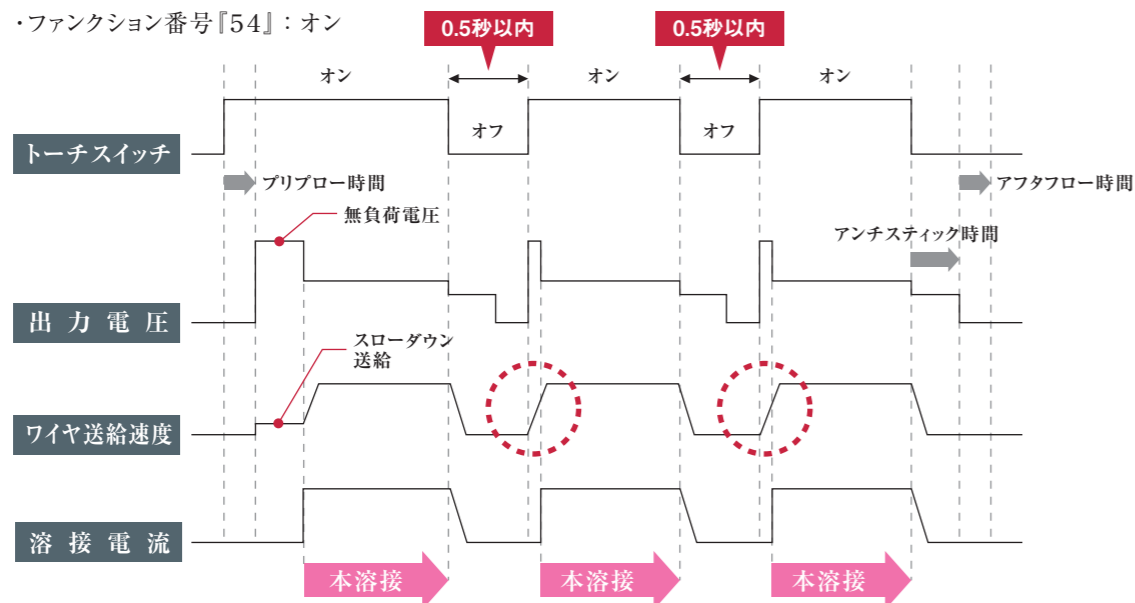 ・ファンクション番号『54』：オン
0.5秒以内
0.5秒以内
オン
オン
オン
オフ
オフ
トーチスイッチ
プリプロー時間
アフタフロー時間
無負荷電圧
アンチスティック時間
出力電圧
スローダウン
送給
ワイヤ送給速度
溶接電流
本溶接
本溶接
本溶接